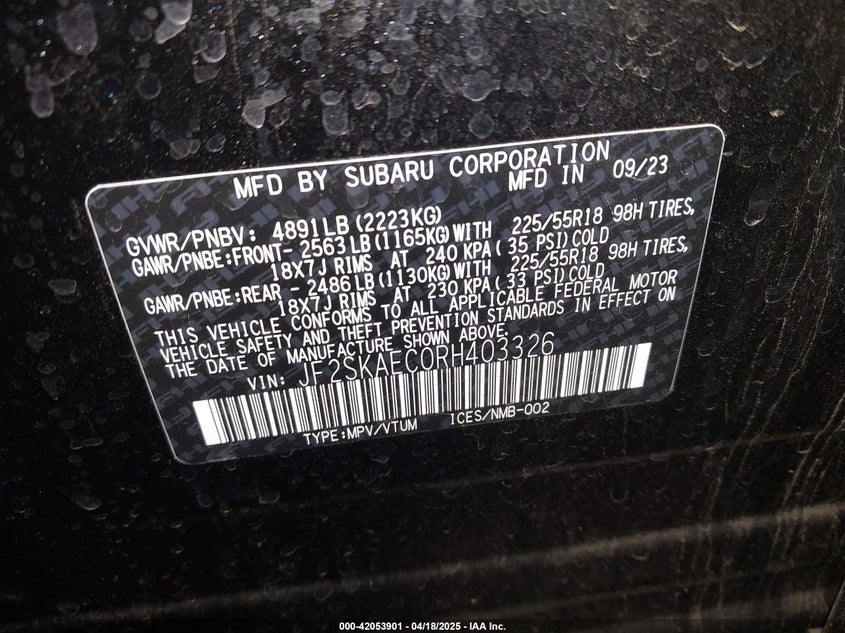 MFD BY SUBARU CORPORATION
MFD IN 09/23
GVWR/PNBV: 4891LB (2223KG)
GAWR/PNBE:FRONT- 2563LB (1165KG) WITH 225/55R18 98H TIRES,
18X7J RIMS AT 240 KPA ( 35 PSI) COLD
GAWR/PNBE:REAR - 2486LB (1130KG) WITH 225/55R18 98H TIRES,
18X7J RIMS AT 230 KPA ( 33 PSI) COLD
THIS VEHICLE CONFORMS TO ALL APPLICABLE FEDERAL MOTOR
VEHICLE SAFETY AND THEFT PREVENTION STANDARDS IN EFFECT ON
THE DATE OF MANUFACTURE SHOWN ABOVE.
VIN: JF2SKAEC0RH403326
TYPE:MPV/VTUM ICES/NMB-002
000-42053901 - 04/18/2025 - IAA Inc.